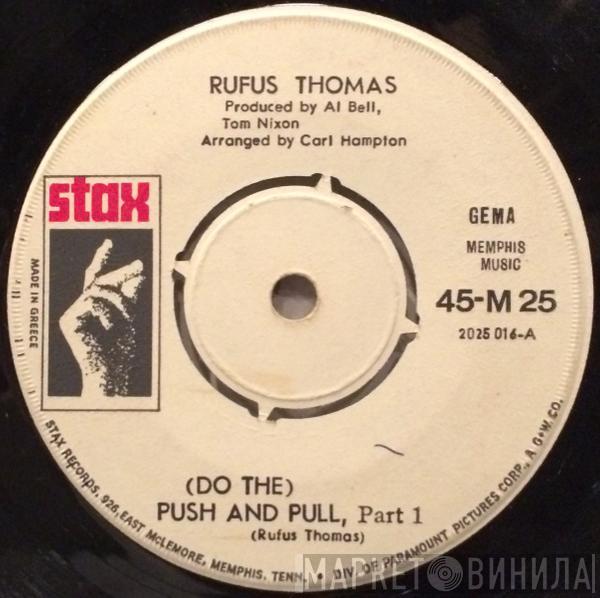 RUFUS THOMAS
Produced by Al Bell,
Tom Nixon
Arranged by Carl Hampton
stax
MADE IN GREECE
GEMA
MEMPHIS
MUSIC
45-M 25
2025 016-A
(DO THE)
PUSH AND PULL, Part 1
(Rufus Thomas)
STAX RECORDS, 926, EAST McLEMORE, MEMPHIS, TENN. • DIV. OF PARAMOUNT PICTURES CORP., A G+W. CO.
МАРКЕТ ВИНИЛА